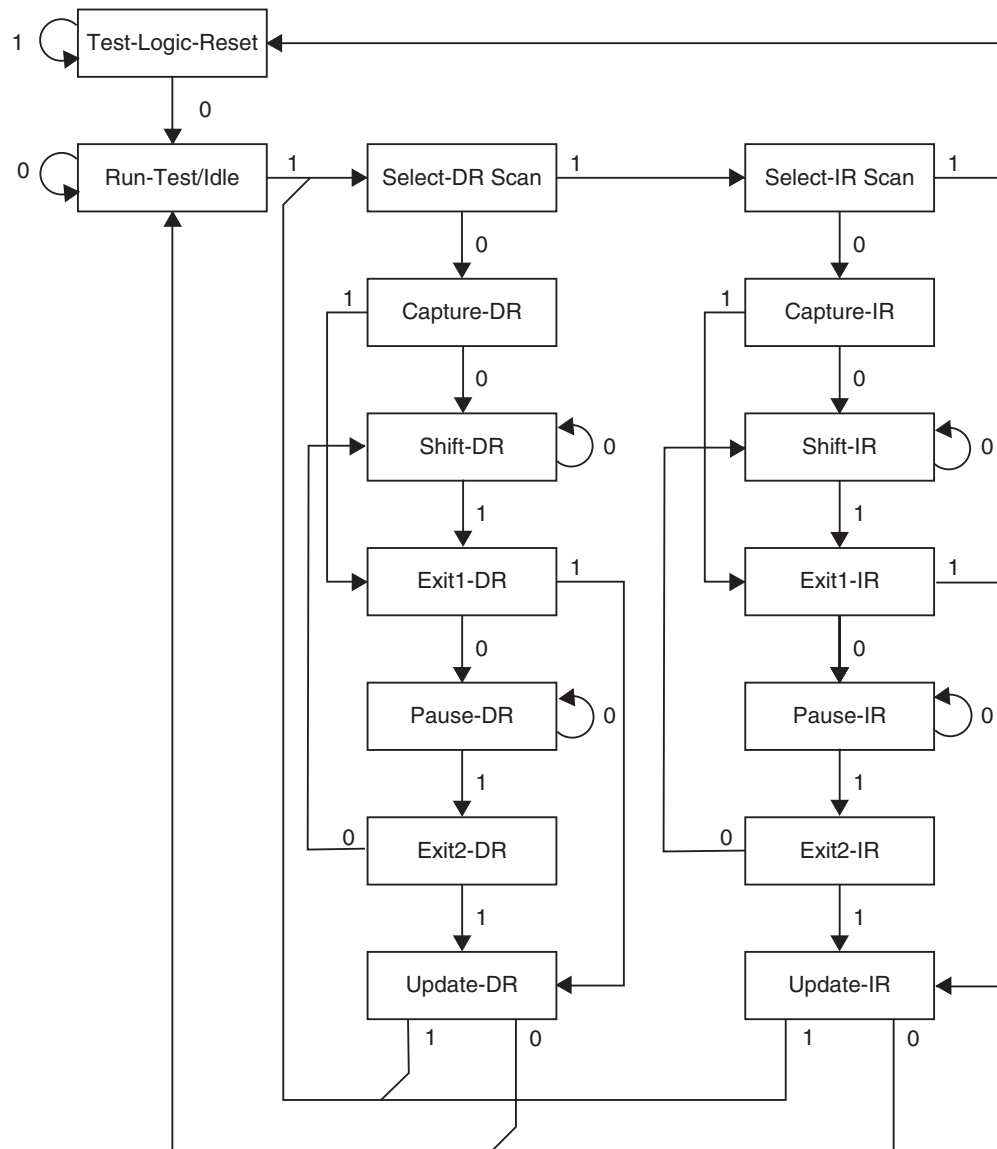 1 Test-Logic-Reset
0
0 Run-Test/Idle 1 Select-DR Scan 1 Select-IR Scan 1
0 0
1 Capture-DR 1 Capture-IR
0 0
Shift-DR 0 Shift-IR 0
1 1
Exit1-DR 1 Exit1-IR 1
0 0
Pause-DR 0 Pause-IR 0
1 1
0 Exit2-DR 0 Exit2-IR
1 1
Update-DR Update-IR
1 0 1 0